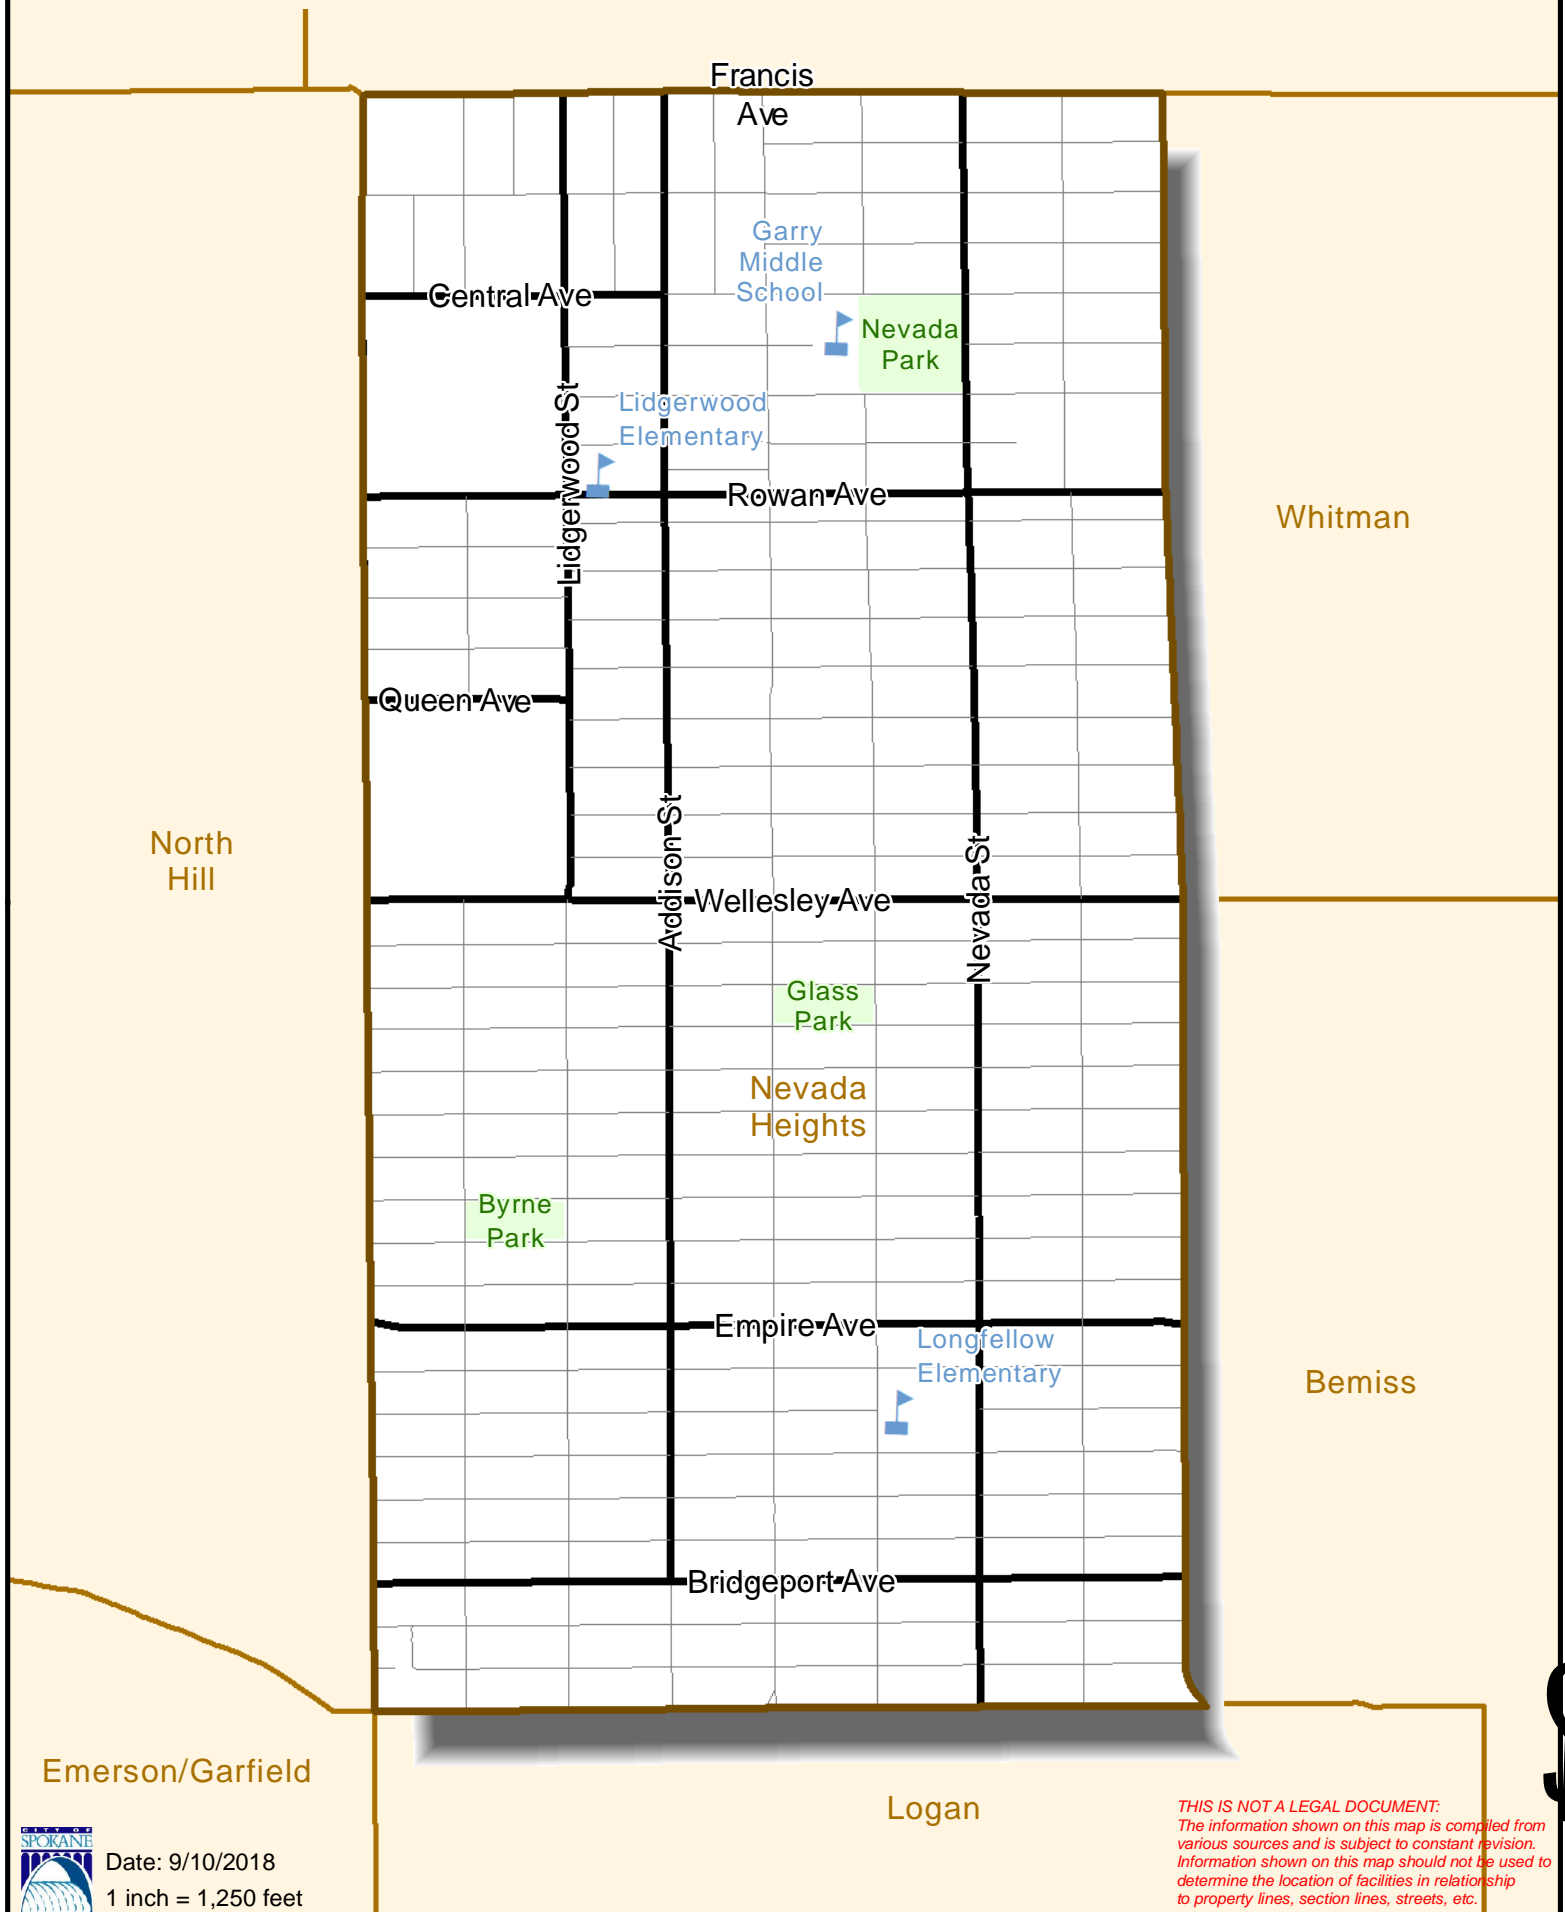 Francis
Ave
Garry
Middle
School
Central Ave
Nevada
Park
Lidgerwood St
Lidgerwood
Elementary
Rowan Ave
Whitman
Queen Ave
North
Hill
Addison St
Nevada St
Wellesley Ave
Glass
Park
Nevada
Heights
Byrne
Park
Empire Ave
Longfellow
Elementary
Bemiss
Bridgeport Ave
Emerson/Garfield
Logan
CITY OF
SPOKANE
Date: 9/10/2018
1 inch = 1,250 feet
THIS IS NOT A LEGAL DOCUMENT:
The information shown on this map is compiled from
various sources and is subject to constant revision.
Information shown on this map should not be used to
determine the location of facilities in relationship
to property lines, section lines, streets, etc.